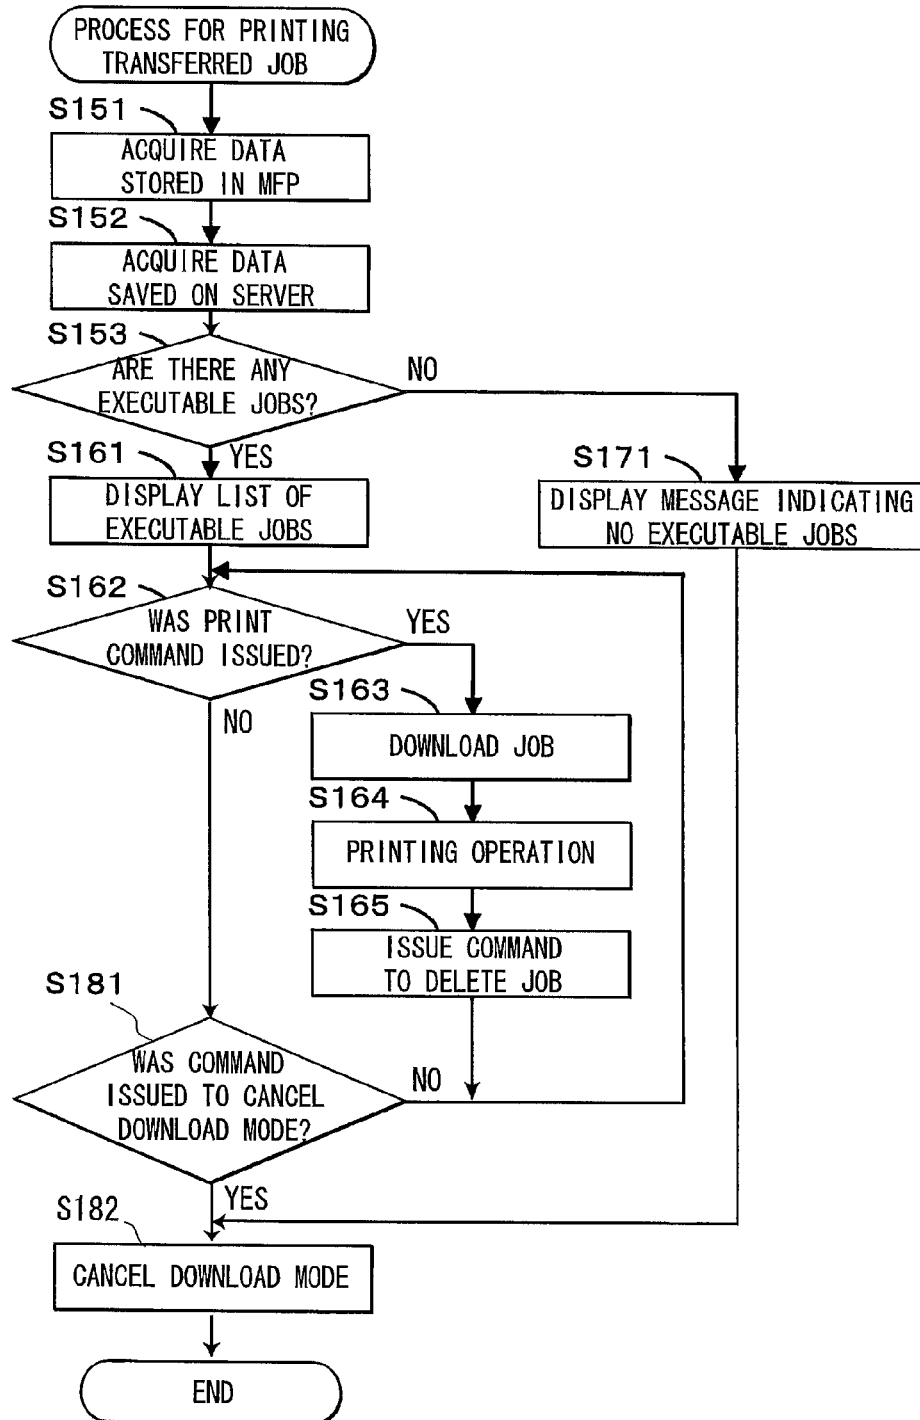 PROCESS FOR PRINTING
TRANSFERRED JOB
S151
ACQUIRE DATA
STORED IN MFP
S152
ACQUIRE DATA
SAVED ON SERVER
S153
ARE THERE ANY
EXECUTABLE JOBS?
NO
YES
S161
DISPLAY LIST OF
EXECUTABLE JOBS
S171
DISPLAY MESSAGE INDICATING
NO EXECUTABLE JOBS
S162
WAS PRINT
COMMAND ISSUED?
YES
NO
S163
DOWNLOAD JOB
S164
PRINTING OPERATION
S165
ISSUE COMMAND
TO DELETE JOB
S181
WAS COMMAND
ISSUED TO CANCEL
DOWNLOAD MODE?
NO
YES
S182
CANCEL DOWNLOAD MODE
END